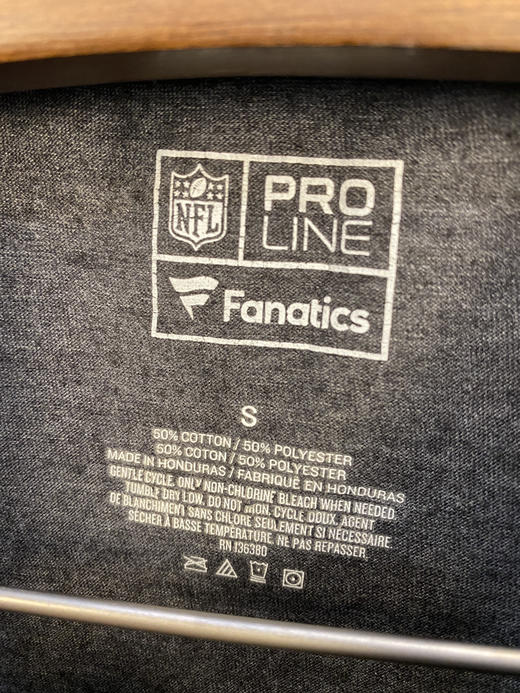 NFL
PRO
LINE
Fanatics
S
50% COTTON / 50% POLYESTER
50% COTON / 50% POLYESTER
MADE IN HONDURAS / FABRIQUÉ EN HONDURAS
GENTLE CYCLE, ONLY NON-CHLORINE BLEACH WHEN NEEDED.
TUMBLE DRY LOW. DO NOT IRON. CYCLE DOUX. AGENT
DE BLANCHIMENT SANS CHLORE SEULEMENT SI NÉCESSAIRE.
SÉCHER À BASSE TEMPÉRATURE. NE PAS REPASSER.
RN 136380